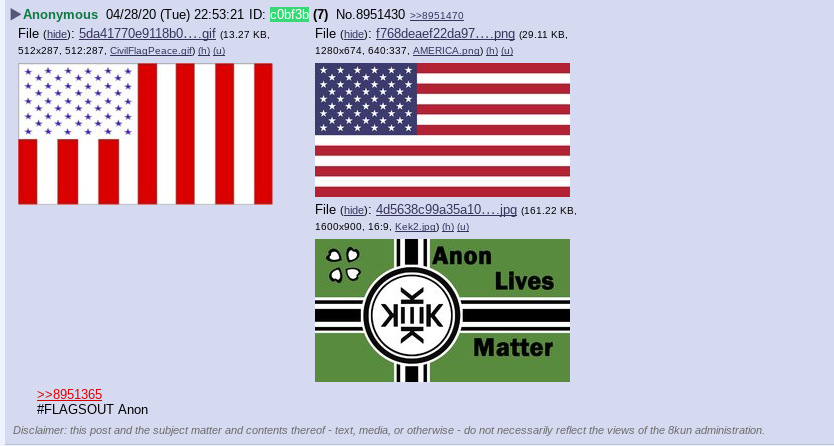 ▶Anonymous 04/28/20 (Tue) 22:53:21 ID: c0bf3b (7) No.8951430 >>8951470
File (hide): 5da41770e9118b0….gif (13.27 KB, 512x287, 512:287, CivilFlagPeace.gif) (h) (u)
File (hide): f768deaef22da97….png (29.11 KB, 1280x674, 640:337, AMERICA.png) (h) (u)
File (hide): 4d5638c99a35a10….jpg (161.22 KB, 1600x900, 16:9, Kek2.jpg) (h) (u)
Anon
Lives
Matter
>>8951365
#FLAGSOUT Anon
Disclaimer: this post and the subject matter and contents thereof - text, media, or otherwise - do not necessarily reflect the views of the 8kun administration.